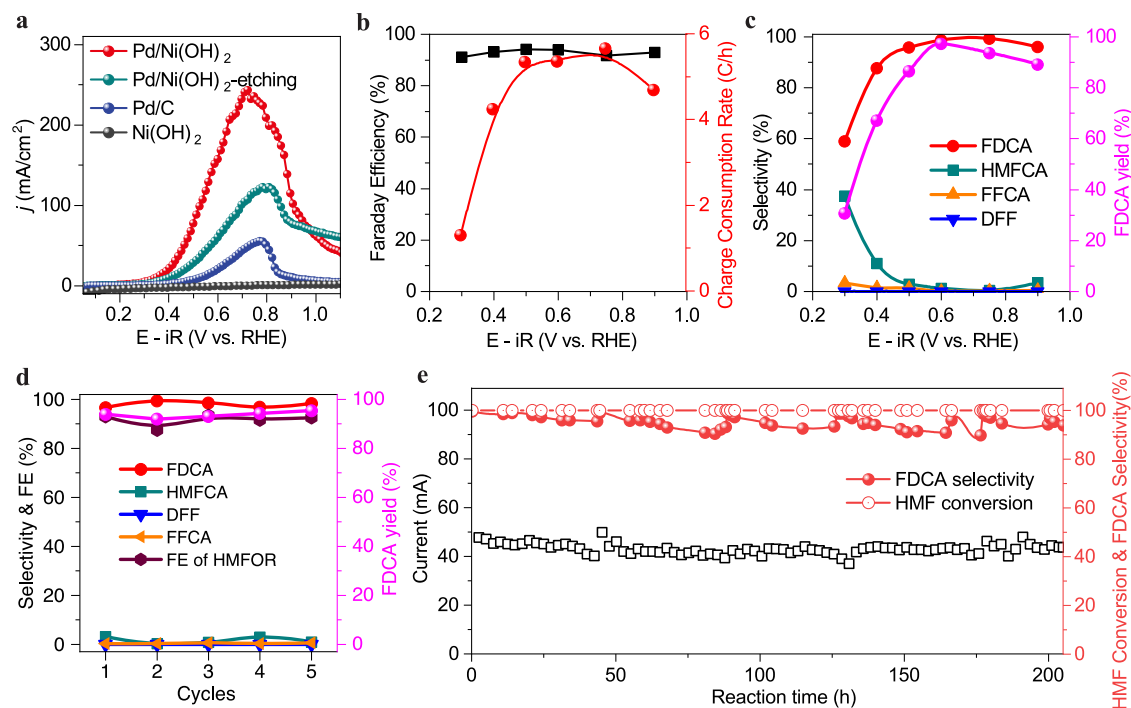 a
300
200
100
0
j (mA/cm²)
Pd/Ni(OH)₂
Pd/Ni(OH)₂-etching
Pd/C
Ni(OH)₂
0.2 0.4 0.6 0.8 1.0
E - iR (V vs. RHE)
b
100
80
60
40
20
0
Faraday Efficiency (%)
6
4
2
0
Charge Consumption Rate (C/h)
0.2 0.4 0.6 0.8 1.0
E - iR (V vs. RHE)
c
100
80
60
40
20
0
Selectivity (%)
FDCA
HMFCA
FFCA
DFF
100
80
60
40
20
0
FDCA yield (%)
0.2 0.4 0.6 0.8 1.0
E - iR (V vs. RHE)
d
100
80
60
40
20
0
Selectivity & FE (%)
FDCA
HMFCA
DFF
FFCA
FE of HMFOR
100
80
60
40
20
0
FDCA yield (%)
1 2 3 4 5
Cycles
e
100
80
60
40
20
0
Current (mA)
FDCA selectivity
HMF conversion
100
80
60
40
20
0
HMF Conversion & FDCA Selectivity(%)
0 50 100 150 200
Reaction time (h)